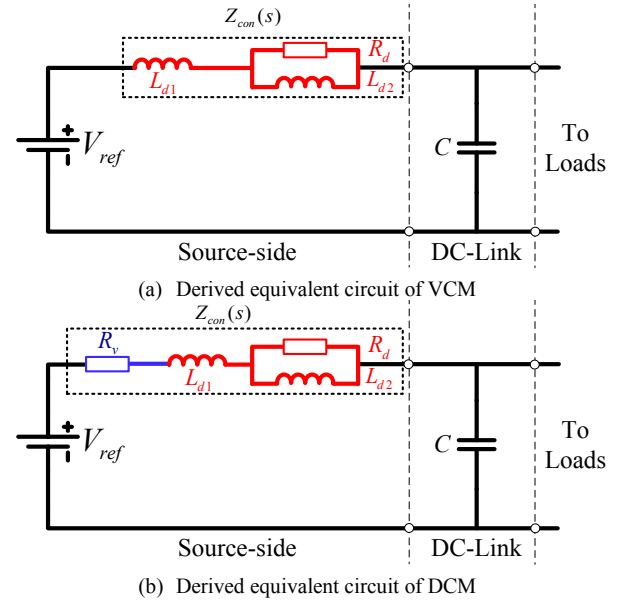 Z_con(s)
R_d
L_d1
L_d2
V_ref
C
To
Loads
Source-side
DC-Link
(a) Derived equivalent circuit of VCM
Z_con(s)
R_v
R_d
L_d1
L_d2
V_ref
C
To
Loads
Source-side
DC-Link
(b) Derived equivalent circuit of DCM